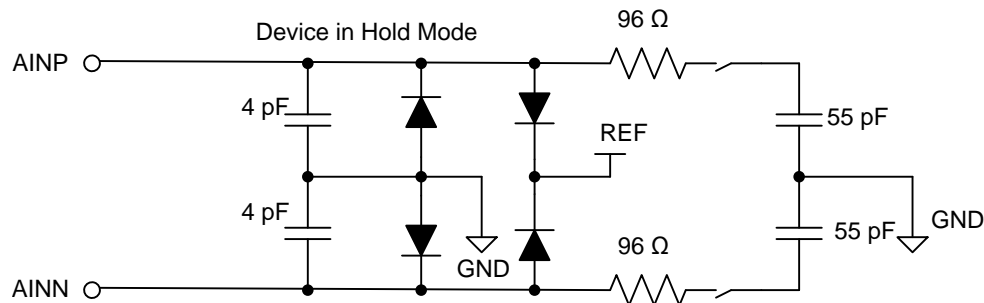 96 Ω
Device in Hold Mode
AINP
4 pF
55 pF
REF
4 pF
GND
96 Ω
55 pF
GND
AINN